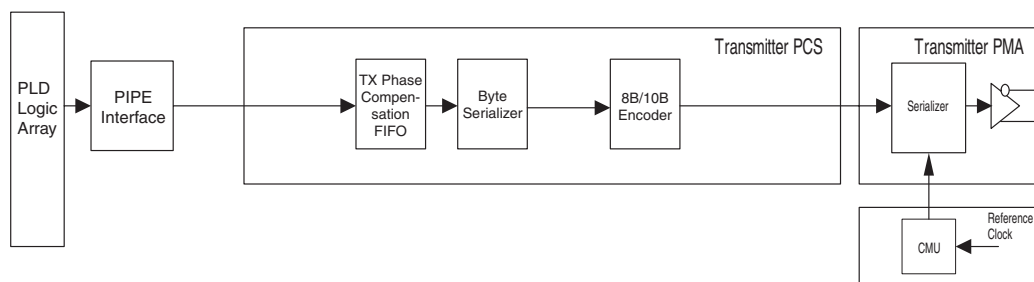 Transmitter PCS
Transmitter PMA
PLD
Logic
Array
PIPE
Interface
TX Phase
Compen-
sation
FIFO
Byte
Serializer
8B/10B
Encoder
Serializer
Reference
Clock
CMU